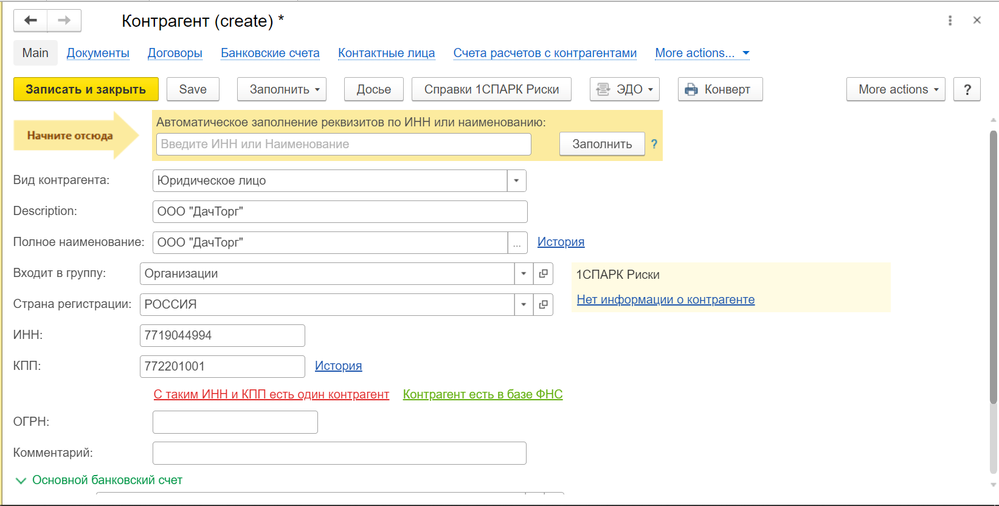 Контрагент (create) *
Main Документы Договоры Банковские счета Контактные лица Счета расчетов с контрагентами More actions...
Записать и закрыть Save Заполнить Досье Справки 1СПАРК Риски ЭДО Конверт More actions ?
Начните отсюда
Автоматическое заполнение реквизитов по ИНН или наименованию:
Введите ИНН или Наименование Заполнить ?
Вид контрагента: Юридическое лицо
Description: ООО "ДачТорг"
Полное наименование: ООО "ДачТорг" ... История
Входит в группу: Организации
1СПАРК Риски
Нет информации о контрагенте
Страна регистрации: РОССИЯ
ИНН: 7719044994
КПП: 772201001 История
С таким ИНН и КПП есть один контрагент Контрагент есть в базе ФНС
ОГРН:
Комментарий:
Основной банковский счет